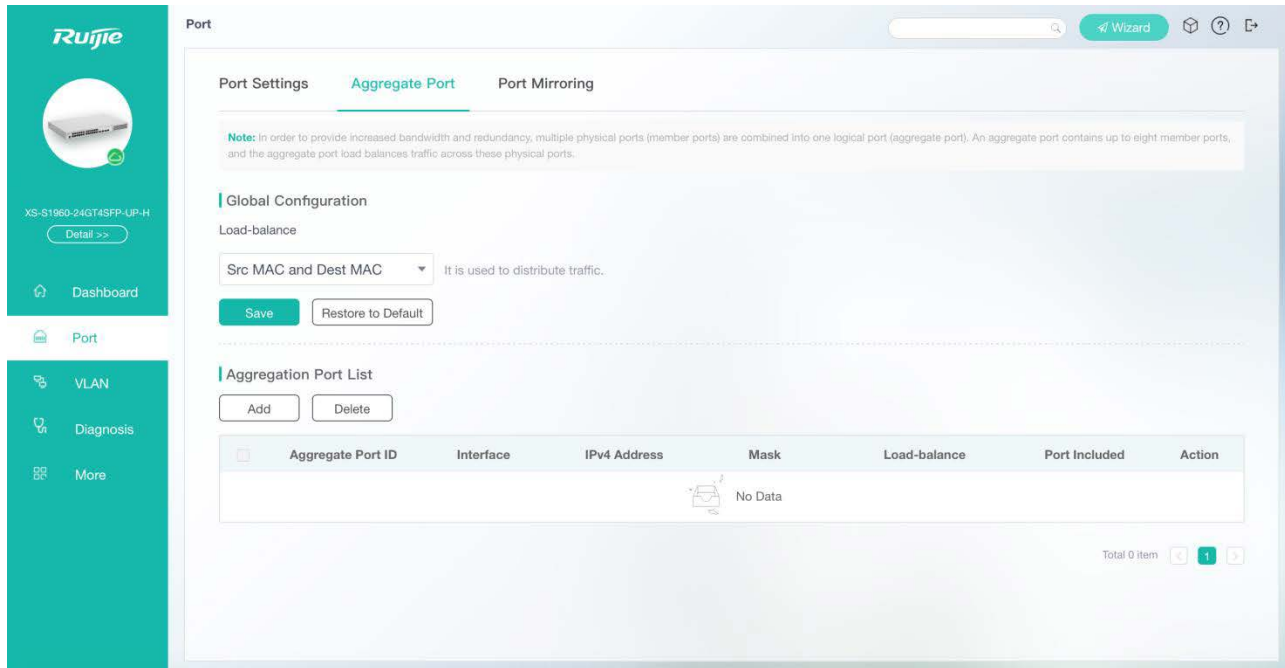 Ruijie
XS-S1960-24GT4SFP-UP-H
Detail >>
Dashboard
Port
VLAN
Diagnosis
More
Port
Wizard
Port Settings
Aggregate Port
Port Mirroring
Note: In order to provide increased bandwidth and redundancy, multiple physical ports (member ports) are combined into one logical port (aggregate port). An aggregate port contains up to eight member ports,
and the aggregate port load balances traffic across these physical ports.
Global Configuration
Load-balance
Src MAC and Dest MAC
It is used to distribute traffic.
Save
Restore to Default
Aggregation Port List
Add
Delete
Aggregate Port ID
Interface
IPv4 Address
Mask
Load-balance
Port Included
Action
No Data
Total 0 item
<
1
>